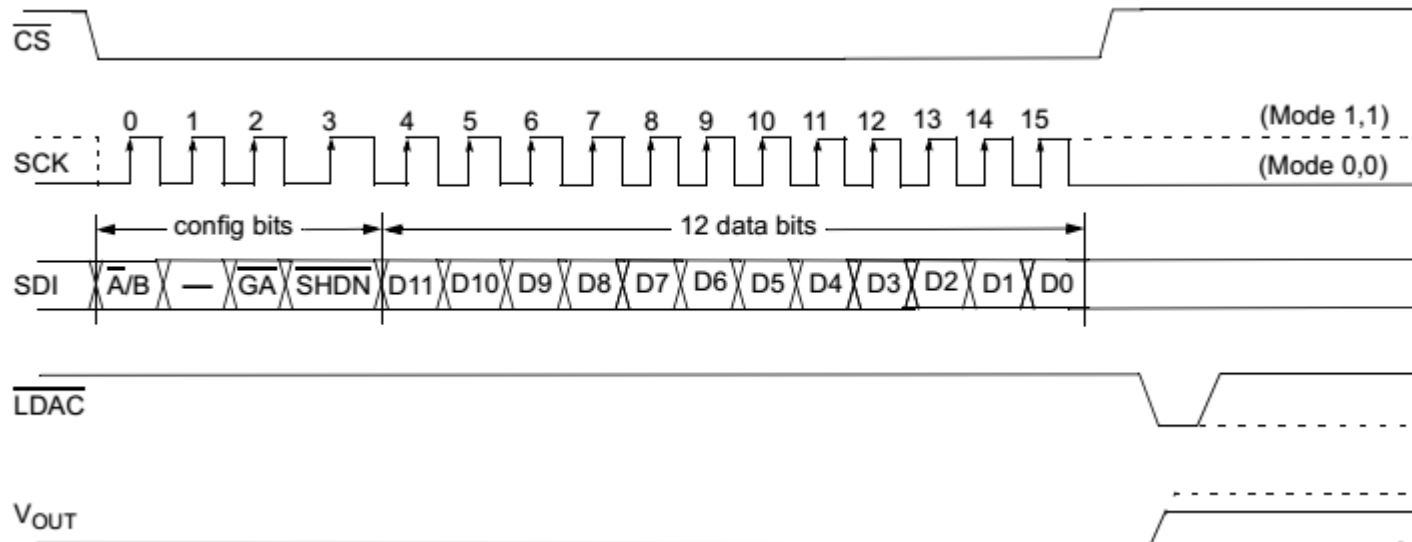 CS
0 1 2 3 4 5 6 7 8 9 10 11 12 13 14 15 (Mode 1,1)
SCK
(Mode 0,0)
config bits 12 data bits
SDI A/B — GA SHDN D11 D10 D9 D8 D7 D6 D5 D4 D3 D2 D1 D0
LDAC
VOUT